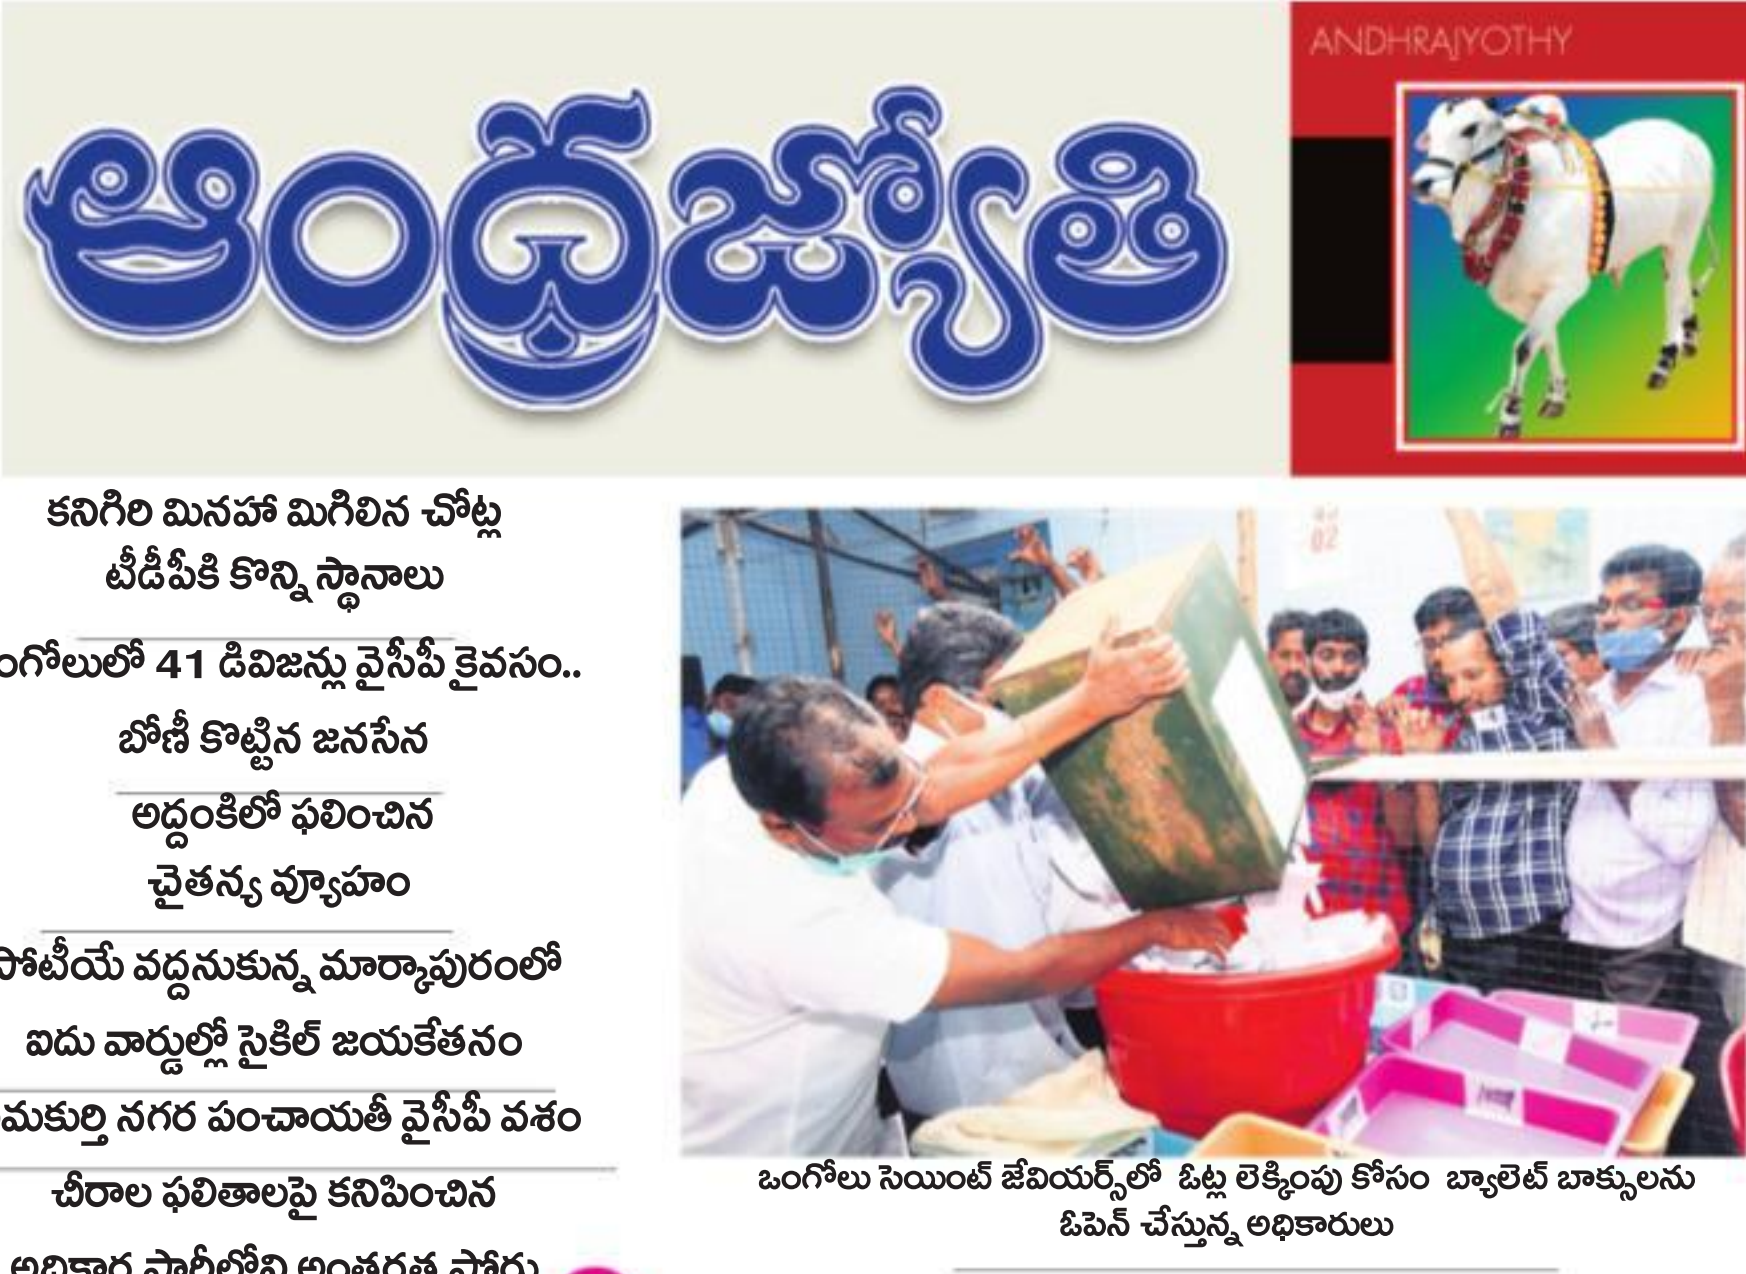 ఆంధ్రజ్యోతి
ANDHRAJYOTHY
కనిగిరి మినహా మిగిలిన చోట్ల
టీడీపీకి కొన్ని స్థానాలు
41 డివిజన్లు వైసీపీ కైవసం..
బోణీ కొట్టిన జనసేన
అద్దంకిలో ఫలించిన
చైతన్య వ్యూహం
వద్దనుకున్న మార్కాపురంలో
ఐదు వార్డుల్లో సైకిల్ జయకేతనం
నగర పంచాయతీ వైసీపీ వశం
చీరాల ఫలితాలపై కనిపించిన
ఒంగోలు సెయింట్ జేవియర్స్‌లో ఓట్ల లెక్కింపు కోసం బ్యాలెట్ బాక్సులను
ఓపెన్ చేస్తున్న అధికారులు